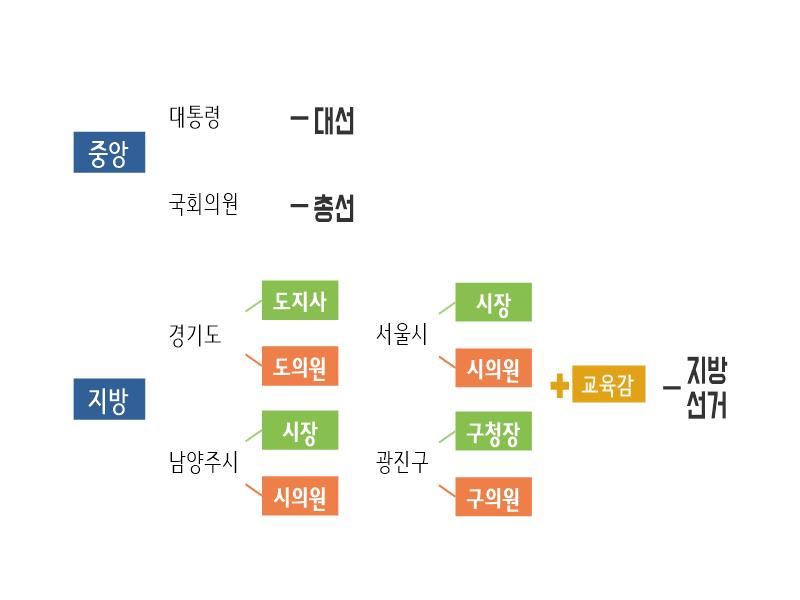 중앙
대통령
– 대선
국회의원
– 총선
지방
경기도
도지사
도의원
서울시
시장
시의원
남양주시
시장
시의원
광진구
구청장
구의원
+ 교육감
– 지방
선거